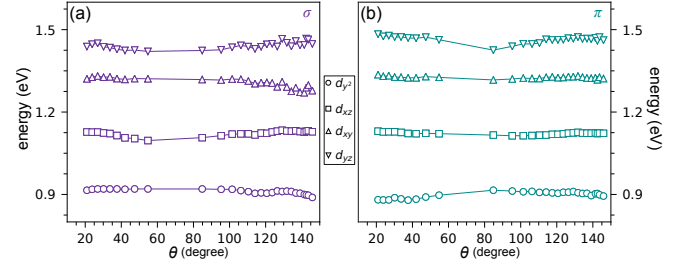 (a)
σ
energy (eV)
1.5
1.2
0.9
20 40 60 80 100 120 140
θ (degree)
d_{y²}
d_{xz}
d_{xy}
d_{yz}
(b)
π
energy (eV)
1.5
1.2
0.9
20 40 60 80 100 120 140
θ (degree)